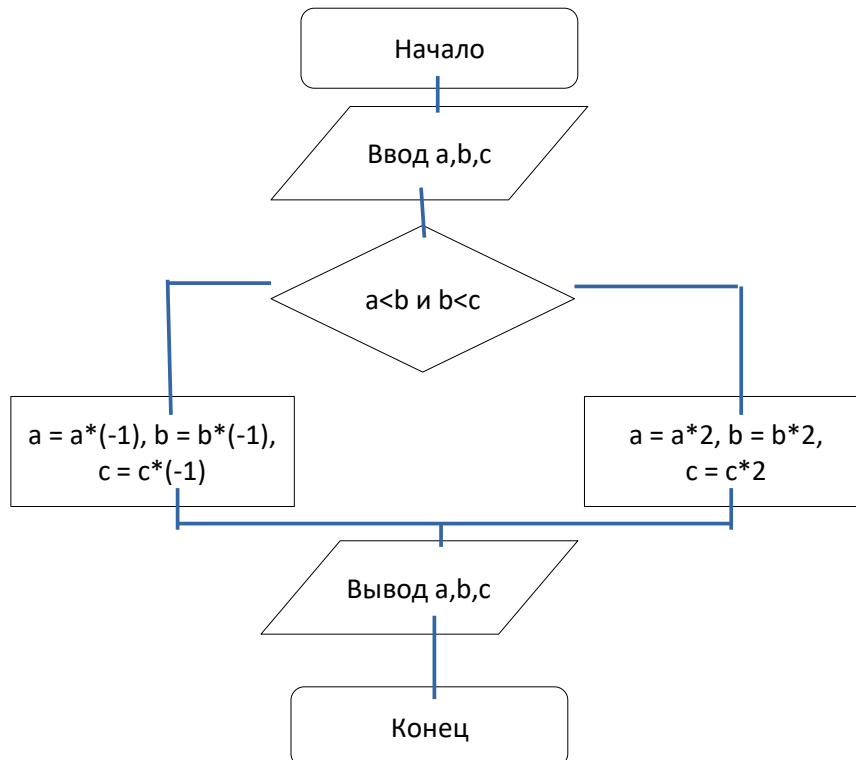 Начало
Ввод a,b,c
a<b и b<c
a = a*(-1), b = b*(-1),
c = c*(-1)
a = a*2, b = b*2,
c = c*2
Вывод a,b,c
Конец